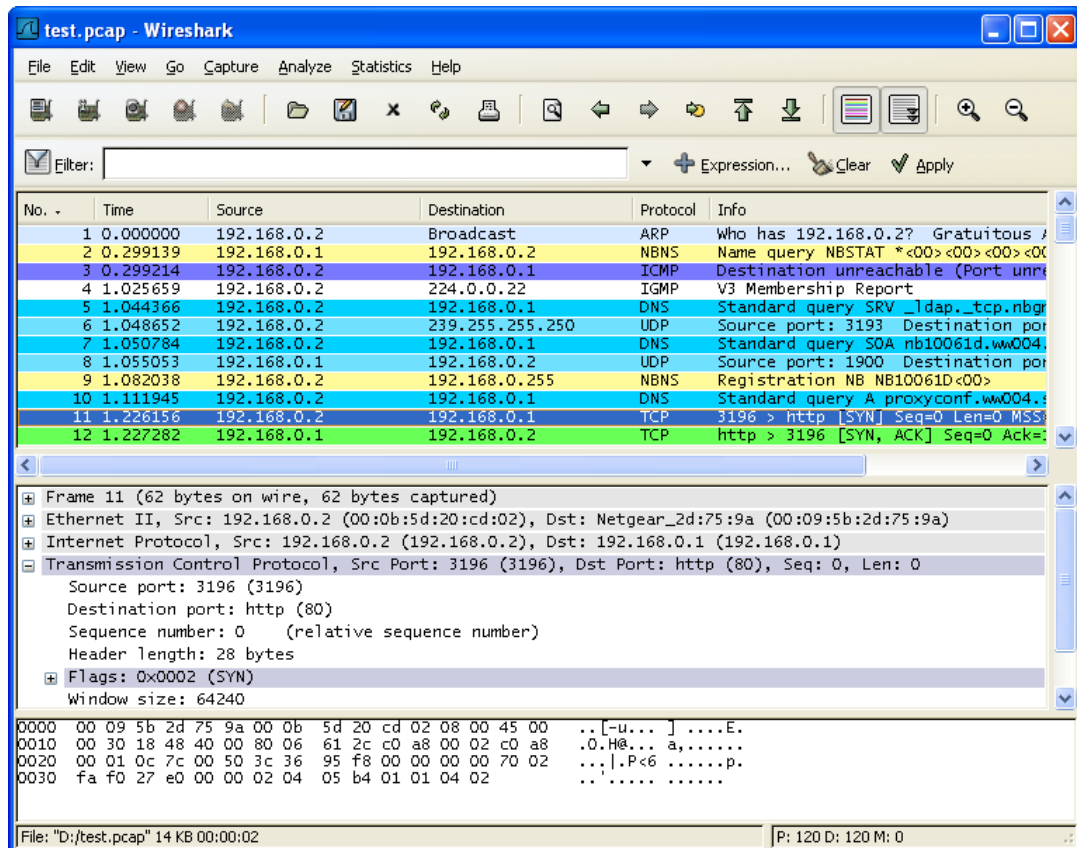 test.pcap - Wireshark
File Edit View Go Capture Analyze Statistics Help
Filter: Expression... Clear Apply
No. Time Source Destination Protocol Info
1 0.000000 192.168.0.2 Broadcast ARP Who has 192.168.0.2? Gratuitous
2 0.299139 192.168.0.1 192.168.0.2 NBNS Name query NBSTAT *<00><00><00><00
3 0.299214 192.168.0.2 192.168.0.1 ICMP Destination unreachable (Port unre
4 1.025659 192.168.0.2 224.0.0.22 IGMP V3 Membership Report
5 1.044366 192.168.0.2 192.168.0.1 DNS Standard query SRV _ldap._tcp.nbgm
6 1.048652 192.168.0.2 239.255.255.250 UDP Source port: 3193 Destination por
7 1.050784 192.168.0.2 192.168.0.1 DNS Standard query SOA nb10061d.ww004.
8 1.055053 192.168.0.1 192.168.0.2 UDP Source port: 1900 Destination por
9 1.082038 192.168.0.2 192.168.0.255 NBNS Registration NB NB10061D<00>
10 1.111945 192.168.0.2 192.168.0.1 DNS Standard query A proxyconf.ww004.s
11 1.226156 192.168.0.2 192.168.0.1 TCP 3196 > http [SYN] Seq=0 Len=0 MSS=
12 1.227282 192.168.0.1 192.168.0.2 TCP http > 3196 [SYN, ACK] Seq=0 Ack=1
Frame 11 (62 bytes on wire, 62 bytes captured)
Ethernet II, Src: 192.168.0.2 (00:0b:5d:20:cd:02), Dst: Netgear_2d:75:9a (00:09:5b:2d:75:9a)
Internet Protocol, Src: 192.168.0.2 (192.168.0.2), Dst: 192.168.0.1 (192.168.0.1)
Transmission Control Protocol, Src Port: 3196 (3196), Dst Port: http (80), Seq: 0, Len: 0
Source port: 3196 (3196)
Destination port: http (80)
Sequence number: 0 (relative sequence number)
Header length: 28 bytes
Flags: 0x0002 (SYN)
Window size: 64240
0000 00 09 5b 2d 75 9a 00 0b 5d 20 cd 02 08 00 45 00 ..[-u... ] ....E.
0010 00 30 18 48 40 00 80 06 61 2c c0 a8 00 02 c0 a8 .0.H@... a,......
0020 00 01 0c 7c 00 50 3c 36 95 f8 00 00 00 00 70 02 ...|.P<6 ......p.
0030 fa f0 27 e0 00 00 02 04 05 b4 01 01 04 02 ..'..... ......
File: "D:/test.pcap" 14 KB 00:00:02
P: 120 D: 120 M: 0